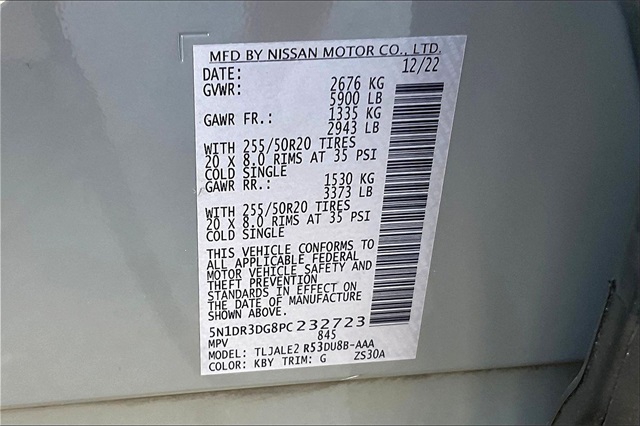 MFD BY NISSAN MOTOR CO., LTD.
DATE: 12/22
GVWR: 2676 KG
5900 LB
GAWR FR.: 1335 KG
2943 LB
WITH 255/50R20 TIRES
20 X 8.0 RIMS AT 35 PSI
COLD SINGLE
GAWR RR.: 1530 KG
3373 LB
WITH 255/50R20 TIRES
20 X 8.0 RIMS AT 35 PSI
COLD SINGLE
THIS VEHICLE CONFORMS TO
ALL APPLICABLE FEDERAL
MOTOR VEHICLE SAFETY AND
THEFT PREVENTION
STANDARDS IN EFFECT ON
THE DATE OF MANUFACTURE
SHOWN ABOVE.
5N1DR3DG8PC232723
MPV 845
MODEL: TLJALE2 R53DU8B-AAA
COLOR: KBY TRIM: G ZS30A